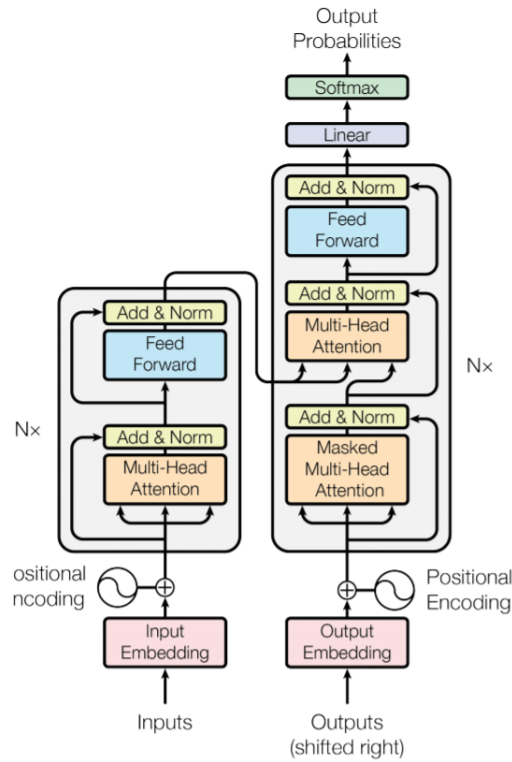 Output
Probabilities
Softmax
Linear
Add & Norm
Feed
Forward
Add & Norm
Multi-Head
Attention
Nx
Add & Norm
Masked
Multi-Head
Attention
Add & Norm
Feed
Forward
Nx
Add & Norm
Multi-Head
Attention
ositional
ncoding
Positional
Encoding
Input
Embedding
Output
Embedding
Inputs
Outputs
(shifted right)